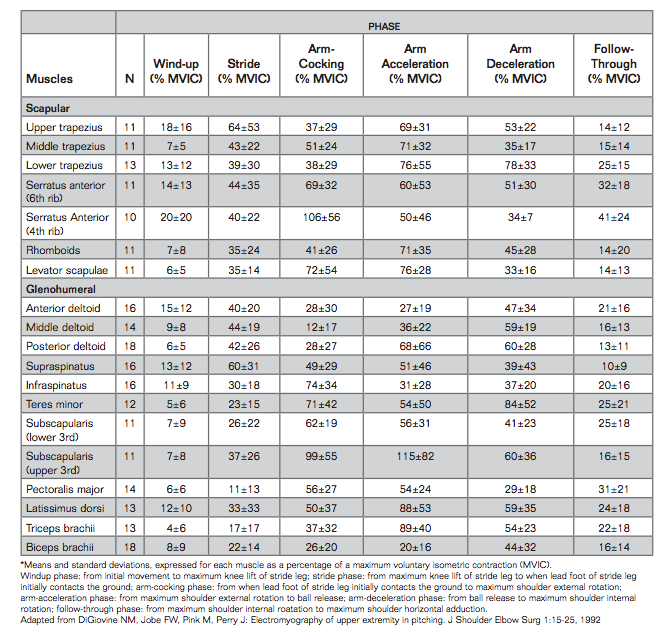 PHASE
Muscles N Wind-up (% MVIC) Stride (% MVIC) Arm-Cocking (% MVIC) Arm Acceleration (% MVIC) Arm Deceleration (% MVIC) Follow-Through (% MVIC)
Scapular
Upper trapezius 11 18±16 64±53 37±29 69±31 53±22 14±12
Middle trapezius 11 7±5 43±22 51±24 71±32 35±17 15±14
Lower trapezius 13 13±12 39±30 38±29 76±55 78±33 25±15
Serratus anterior (6th rib) 11 14±13 44±35 69±32 60±53 51±30 32±18
Serratus Anterior (4th rib) 10 20±20 40±22 106±56 50±46 34±7 41±24
Rhomboids 11 7±8 35±24 41±26 71±35 45±28 14±20
Levator scapulae 11 6±5 35±14 72±54 76±28 33±16 14±13
Glenohumeral
Anterior deltoid 16 15±12 40±20 28±30 27±19 47±34 21±16
Middle deltoid 14 9±8 44±19 12±17 36±22 59±19 16±13
Posterior deltoid 18 6±5 42±26 28±27 68±66 60±28 13±11
Supraspinatus 16 13±12 60±31 49±29 51±46 39±43 10±9
Infraspinatus 16 11±9 30±18 74±34 31±28 37±20 20±16
Teres minor 12 5±6 23±15 71±42 54±50 84±52 25±21
Subscapularis (lower 3rd) 11 7±9 26±22 62±19 56±31 41±23 25±18
Subscapularis (upper 3rd) 11 7±8 37±26 99±55 115±82 60±36 16±15
Pectoralis major 14 6±6 11±13 56±27 54±24 29±18 31±21
Latissimus dorsi 13 12±10 33±33 50±37 88±53 59±35 24±18
Triceps brachii 13 4±6 17±17 37±32 89±40 54±23 22±18
Biceps brachii 18 8±9 22±14 26±20 20±16 44±32 16±14
*Means and standard deviations, expressed for each muscle as a percentage of a maximum voluntary isometric contraction (MVIC).
Windup phase: from initial movement to maximum knee lift of stride leg; stride phase: from maximum knee lift of stride leg to when lead foot of stride leg
initially contacts the ground; arm-cocking phase: from when lead foot of stride leg initially contacts the ground to maximum shoulder external rotation;
arm-acceleration phase: from maximum shoulder external rotation to ball release; arm-deceleration phase: from ball release to maximum shoulder internal
rotation; follow-through phase: from maximum shoulder internal roatation to maximum shoulder horizontal adduction.
Adapted from DiGiovine NM, Jobe FW, Pink M, Perry J: Electromyography of upper extremity in pitching. J Shoulder Elbow Surg 1:15-25, 1992